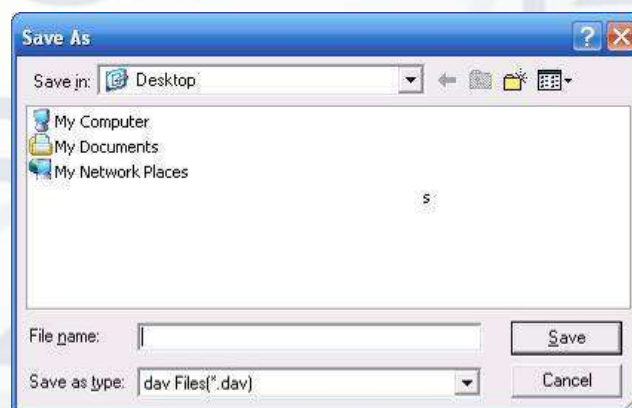 Save As
Save in: Desktop
My Computer
My Documents
My Network Places
s
File name:
Save
Save as type: dav Files(*.dav)
Cancel